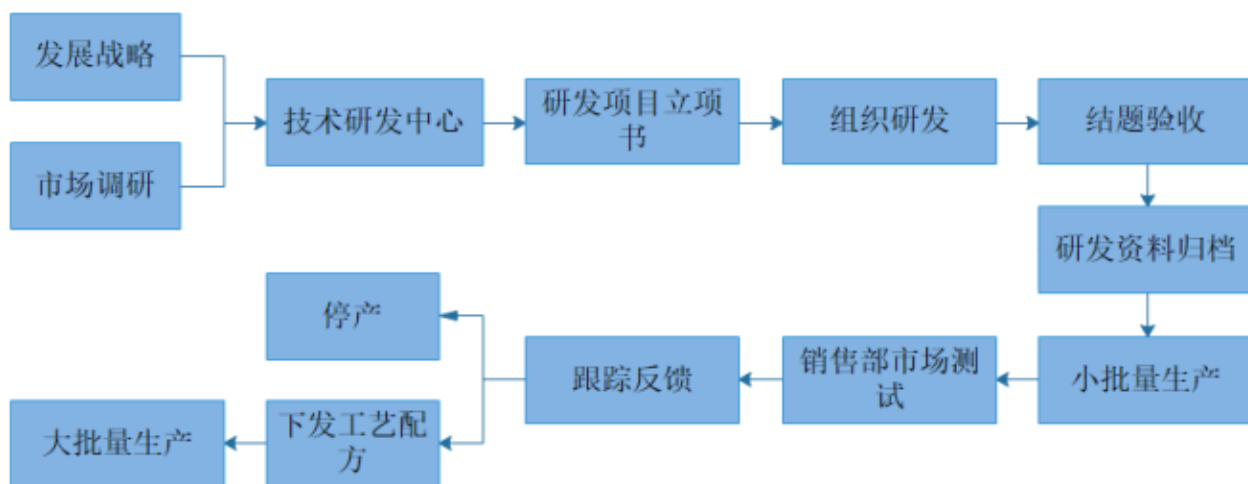 发展战略
市场调研
技术研发中心
研发项目立项
书
组织研发
结题验收
研发资料归档
小批量生产
销售部市场测
试
跟踪反馈
停产
下发工艺配
方
大批量生产